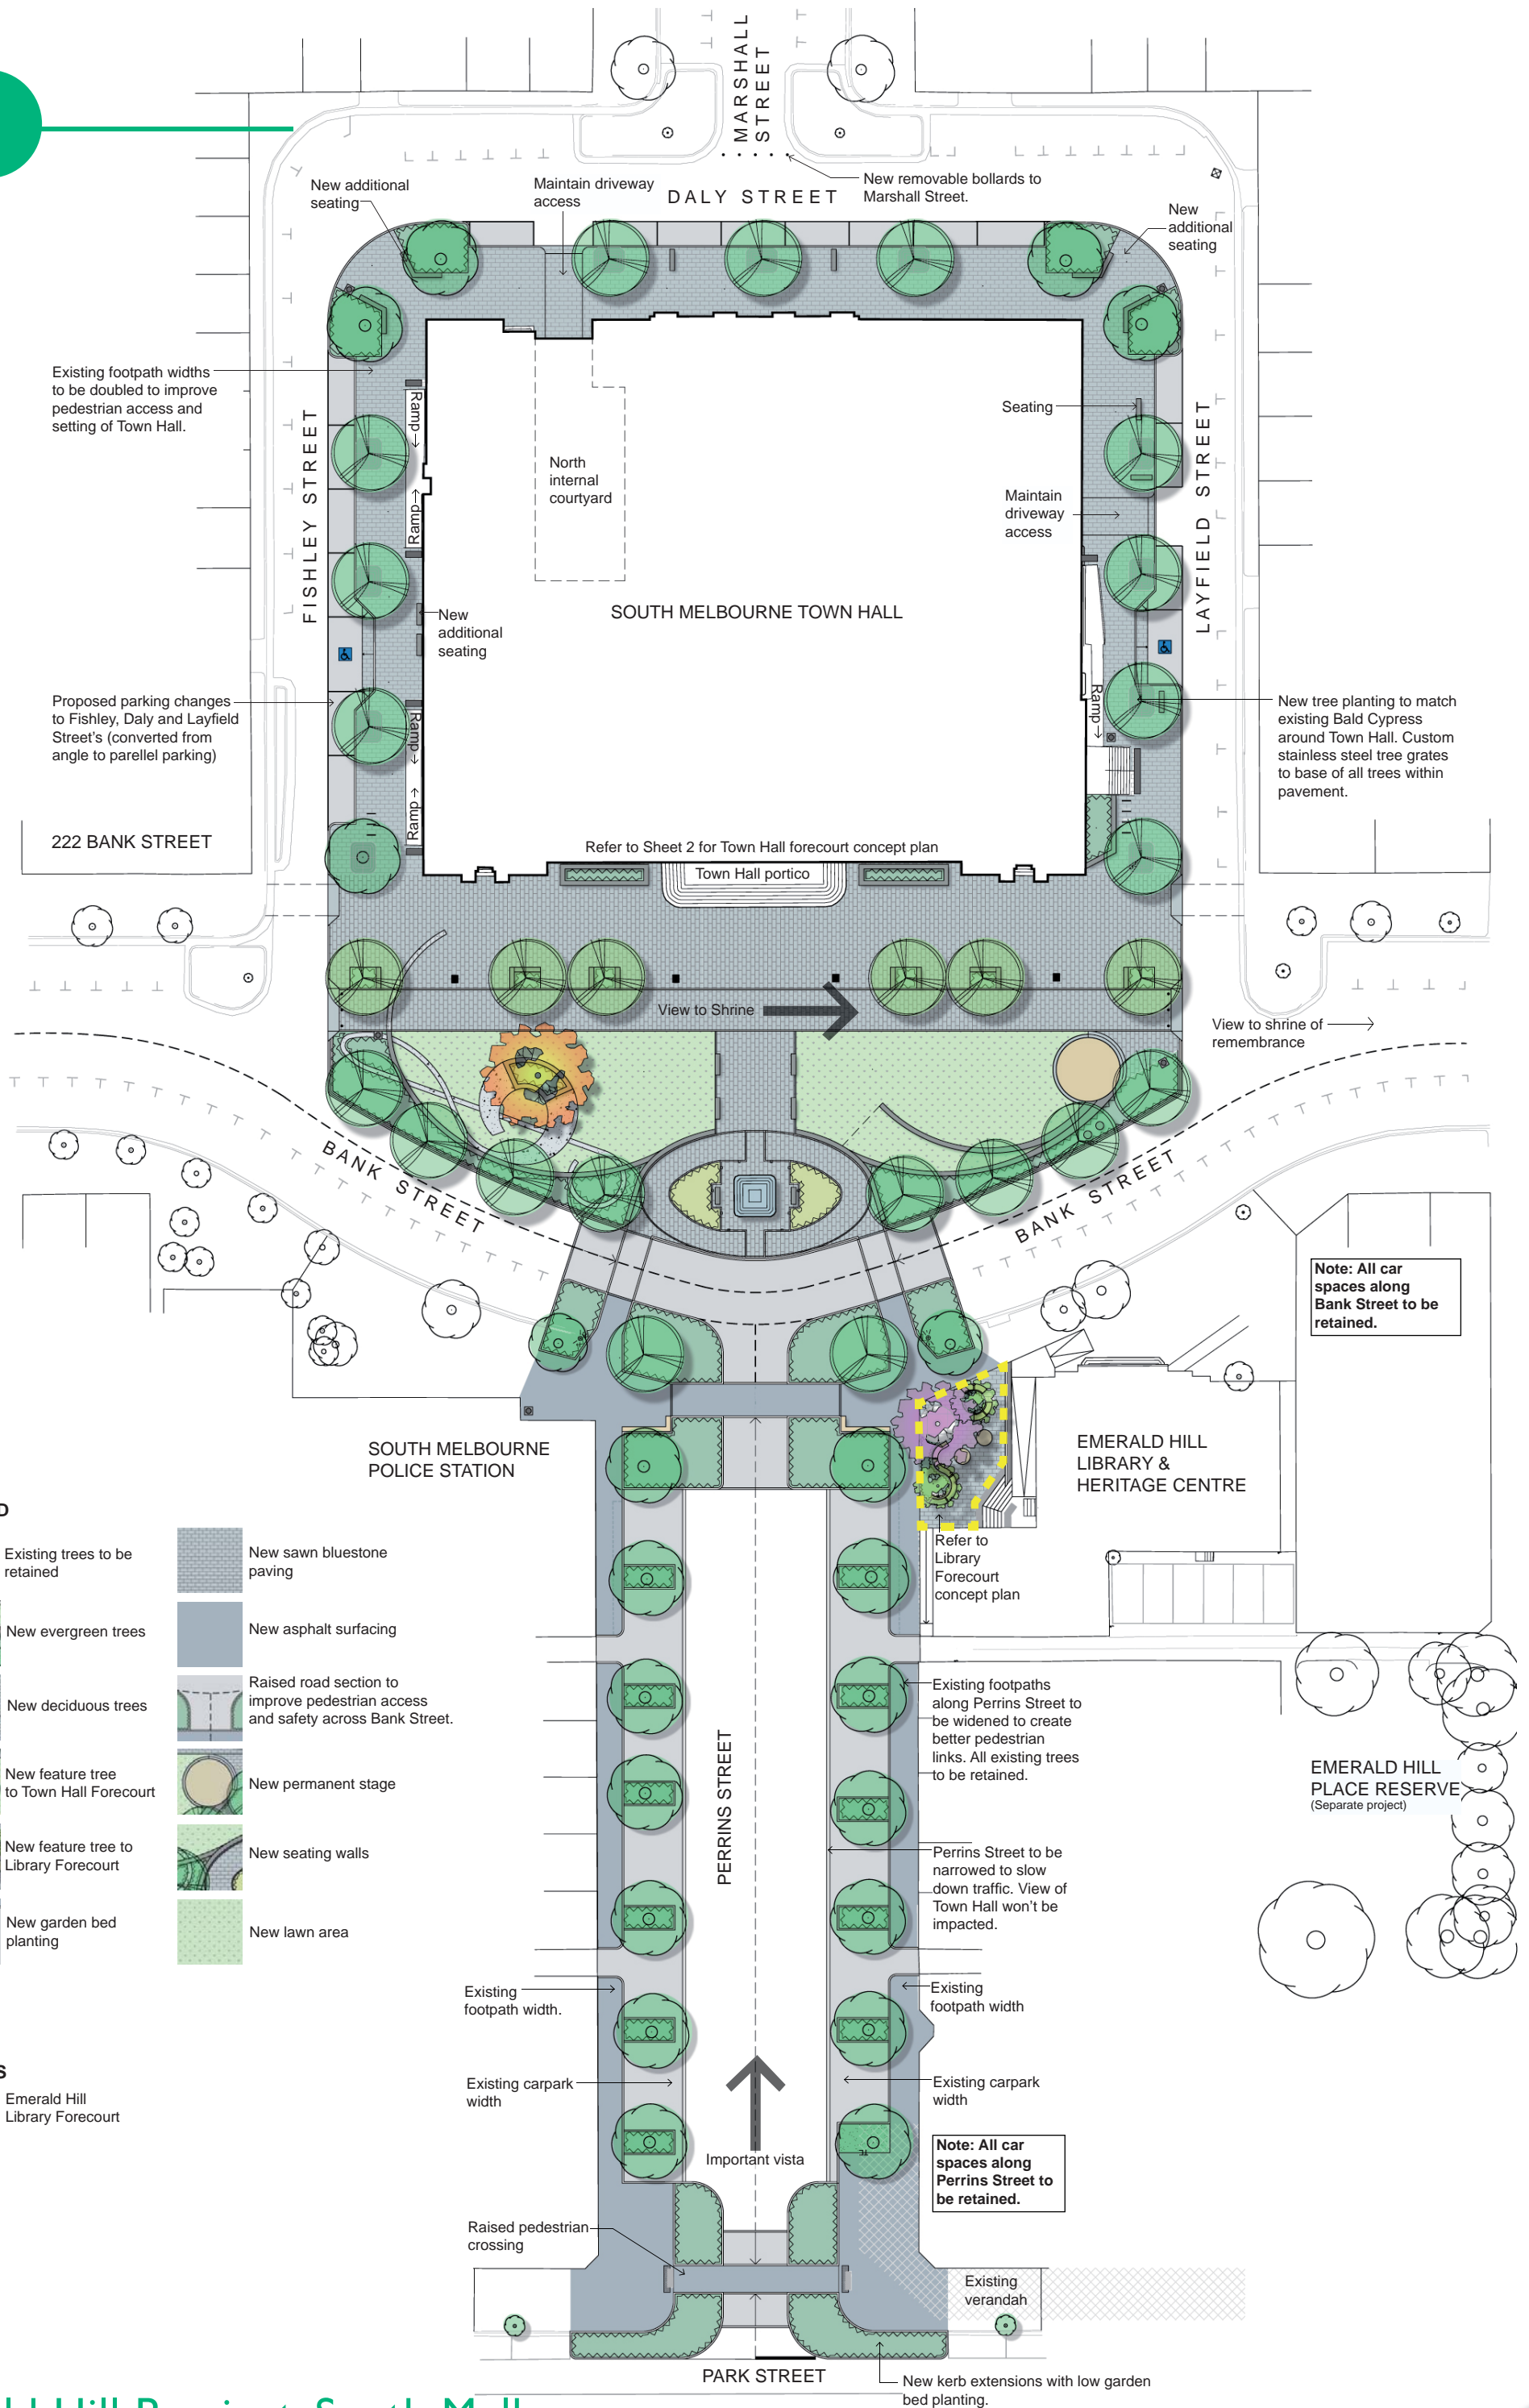 MARSHALL
STREET
New removable bollards to
Marshall Street.
DALY STREET
New additional
seating
Maintain driveway
access
New
additional
seating
Existing footpath widths
to be doubled to improve
pedestrian access and
setting of Town Hall.
FISHLEY STREET
Ramp
Ramp
North
internal
courtyard
Seating
Maintain
driveway
access
LAYFIELD STREET
New
additional
seating
SOUTH MELBOURNE TOWN HALL
Proposed parking changes
to Fishley, Daly and Layfield
Street's (converted from
angle to parellel parking)
Ramp
Ramp
Ramp
New tree planting to match
existing Bald Cypress
around Town Hall. Custom
stainless steel tree grates
to base of all trees within
pavement.
222 BANK STREET
Refer to Sheet 2 for Town Hall forecourt concept plan
Town Hall portico
View to Shrine
View to shrine of
remembrance
BANK STREET
BANK STREET
Note: All car
spaces along
Bank Street to be
retained.
SOUTH MELBOURNE
POLICE STATION
EMERALD HILL
LIBRARY &
HERITAGE CENTRE
Refer to
Library
Forecourt
concept plan
D
Existing trees to be
retained
New sawn bluestone
paving
New evergreen trees
New asphalt surfacing
New deciduous trees
Raised road section to
improve pedestrian access
and safety across Bank Street.
New feature tree
to Town Hall Forecourt
New permanent stage
New feature tree to
Library Forecourt
New seating walls
New garden bed
planting
New lawn area
PERRINS STREET
Existing footpaths
along Perrins Street to
be widened to create
better pedestrian
links. All existing trees
to be retained.
EMERALD HILL
PLACE RESERVE
(Separate project)
Perrins Street to be
narrowed to slow
down traffic. View of
Town Hall won't be
impacted.
Existing
footpath width.
Existing
footpath width
S
Emerald Hill
Library Forecourt
Existing carpark
width
Existing carpark
width
Important vista
Note: All car
spaces along
Perrins Street to
be retained.
Raised pedestrian
crossing
Existing
verandah
PARK STREET
New kerb extensions with low garden
bed planting.